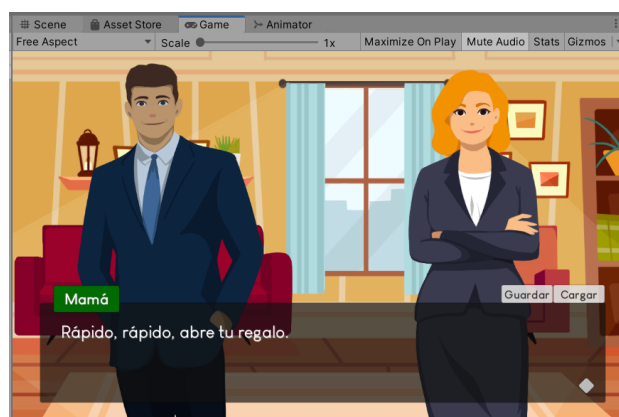 Scene Asset Store Game Animator
Free Aspect Scale 1x Maximize On Play Mute Audio Stats Gizmos
Mamá
Guardar Cargar
Rápido, rápido, abre tu regalo.